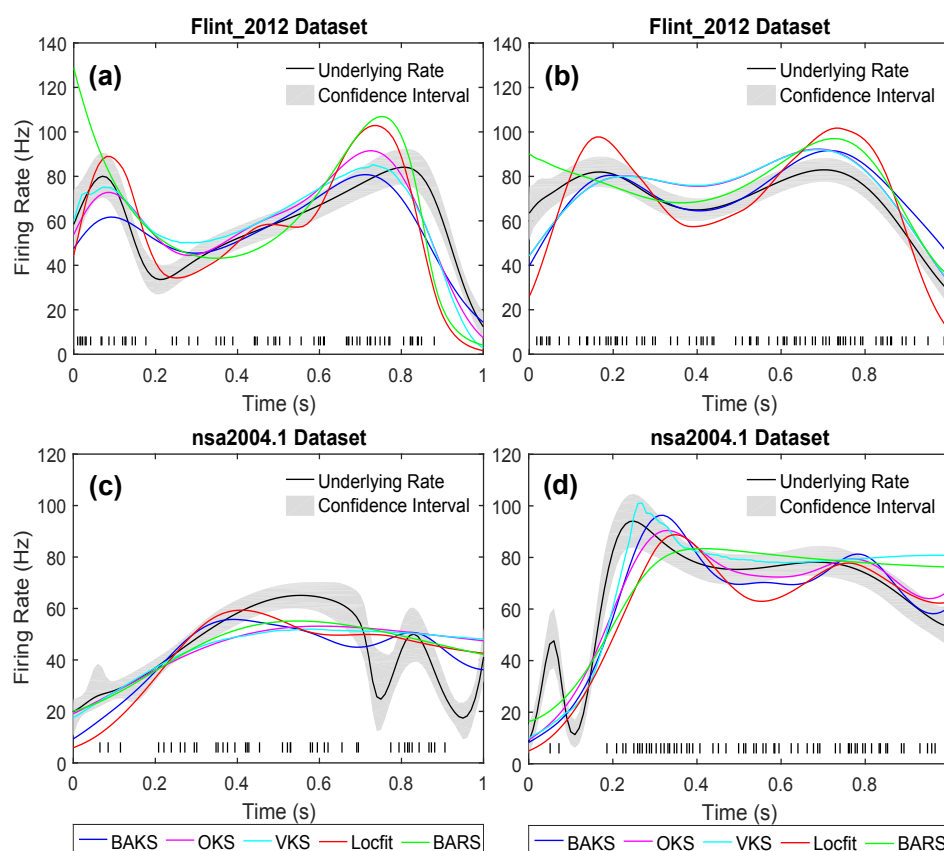 Flint_2012 Dataset
Flint_2012 Dataset
140
120
100
80
60
40
20
0
Firing Rate (Hz)
(a)
Underlying Rate
Confidence Interval
0 0.2 0.4 0.6 0.8 1
Time (s)
140
120
100
80
60
40
20
0
(b)
Underlying Rate
Confidence Interval
0 0.2 0.4 0.6 0.8
Time (s)
nsa2004.1 Dataset
nsa2004.1 Dataset
120
100
80
60
40
20
0
Firing Rate (Hz)
(c)
Underlying Rate
Confidence Interval
0 0.2 0.4 0.6 0.8 1
Time (s)
120
100
80
60
40
20
0
(d)
Underlying Rate
Confidence Interval
0 0.2 0.4 0.6 0.8
Time (s)
BAKS OKS VKS Locfit BARS
BAKS OKS VKS Locfit BARS